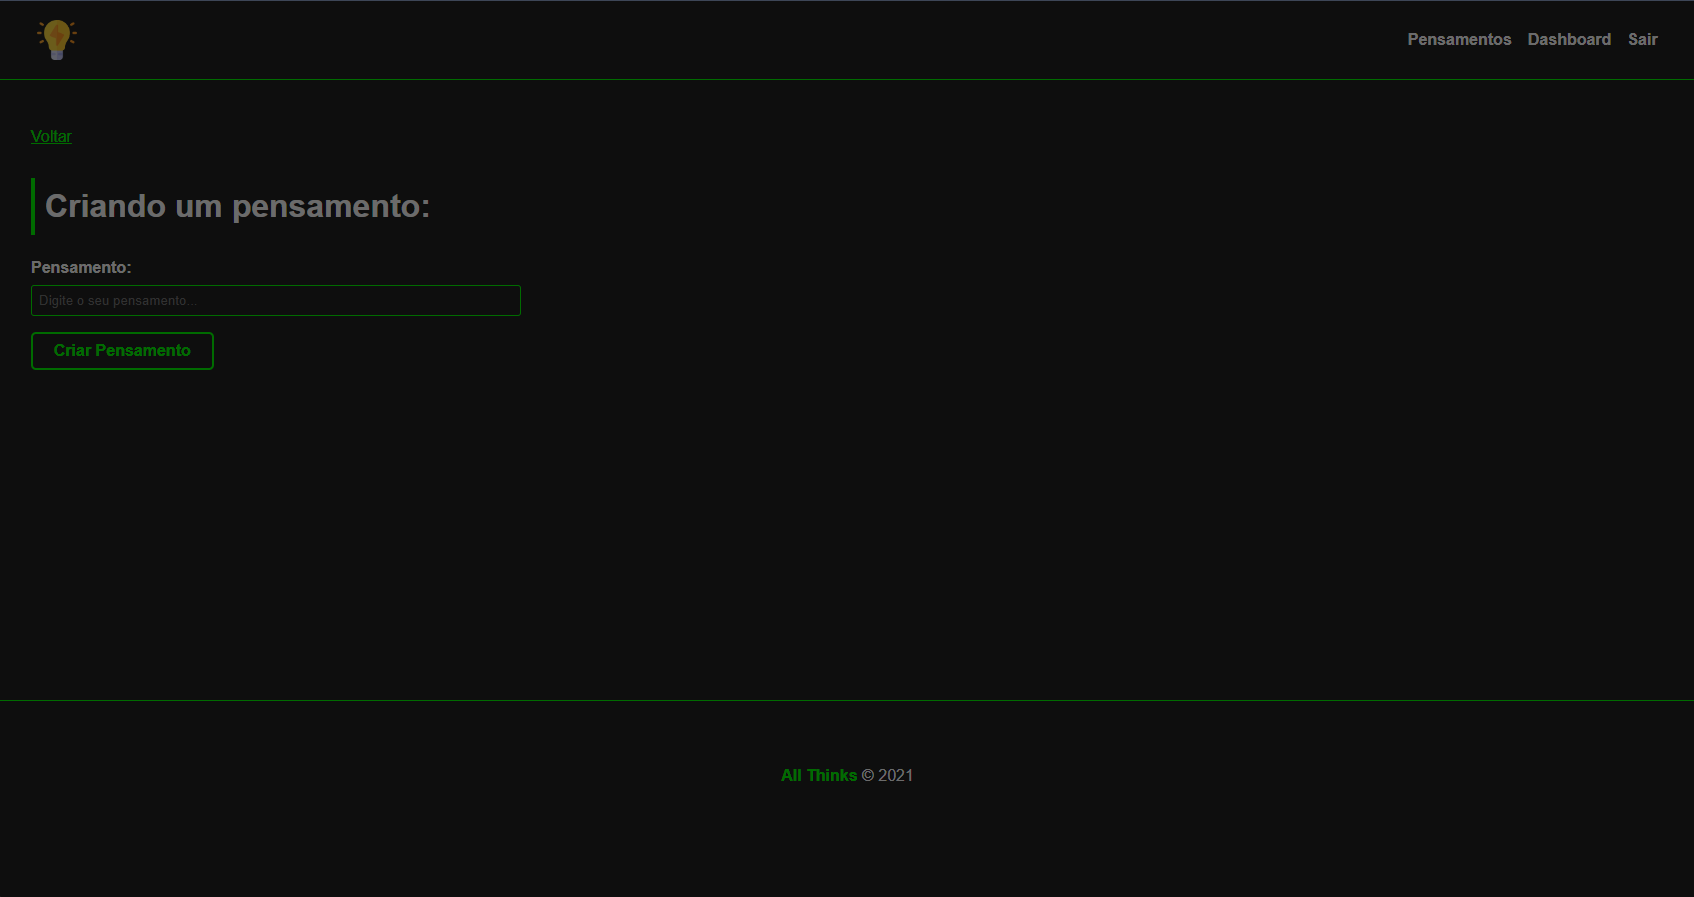 Pensamentos Dashboard Sair
Voltar
Criando um pensamento:
Pensamento:
Digite o seu pensamento...
Criar Pensamento
All Thinks © 2021